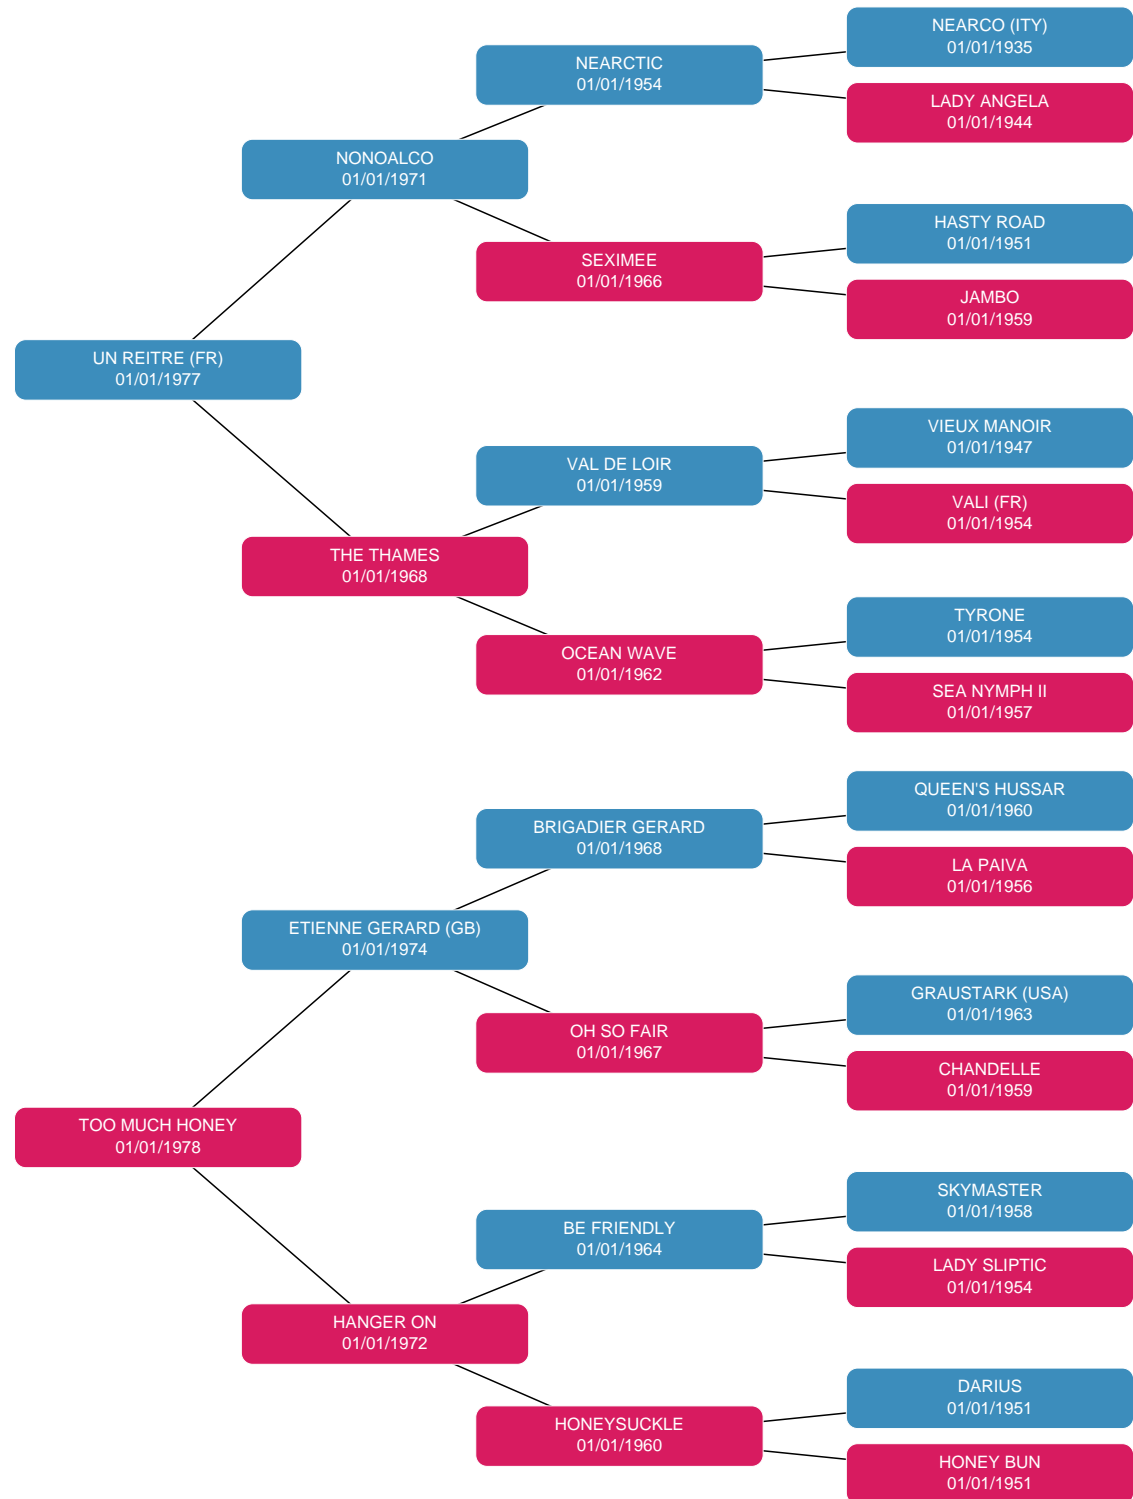 NEARCO (ITY)
01/01/1935
NEARCTIC
01/01/1954
LADY ANGELA
01/01/1944
NONOALCO
01/01/1971
HASTY ROAD
01/01/1951
SEXIMEE
01/01/1966
JAMBO
01/01/1959
UN REITRE (FR)
01/01/1977
VIEUX MANOIR
01/01/1947
VAL DE LOIR
01/01/1959
VALI (FR)
01/01/1954
THE THAMES
01/01/1968
TYRONE
01/01/1954
OCEAN WAVE
01/01/1962
SEA NYMPH II
01/01/1957
QUEEN'S HUSSAR
01/01/1960
BRIGADIER GERARD
01/01/1968
LA PAIVA
01/01/1956
ETIENNE GERARD (GB)
01/01/1974
GRAUSTARK (USA)
01/01/1963
OH SO FAIR
01/01/1967
CHANDELLE
01/01/1959
TOO MUCH HONEY
01/01/1978
SKYMASTER
01/01/1958
BE FRIENDLY
01/01/1964
LADY SLIPTIC
01/01/1954
HANGER ON
01/01/1972
DARIUS
01/01/1951
HONEYSUCKLE
01/01/1960
HONEY BUN
01/01/1951